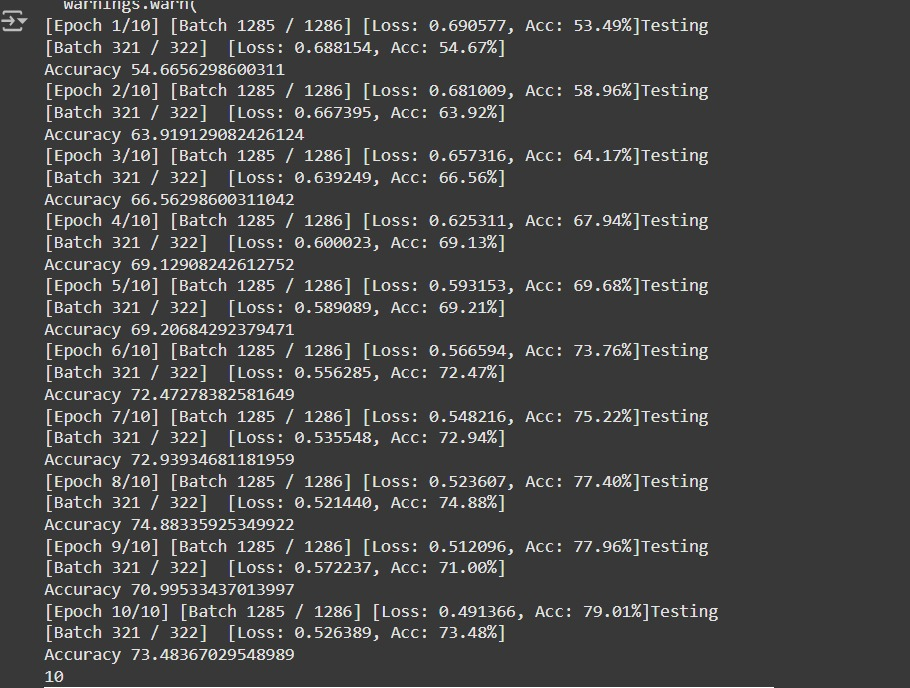 warnings.warn(
[Epoch 1/10] [Batch 1285 / 1286] [Loss: 0.690577, Acc: 53.49%]Testing
[Batch 321 / 322]  [Loss: 0.688154, Acc: 54.67%]
Accuracy 54.6656298600311
[Epoch 2/10] [Batch 1285 / 1286] [Loss: 0.681009, Acc: 58.96%]Testing
[Batch 321 / 322]  [Loss: 0.667395, Acc: 63.92%]
Accuracy 63.919129082426124
[Epoch 3/10] [Batch 1285 / 1286] [Loss: 0.657316, Acc: 64.17%]Testing
[Batch 321 / 322]  [Loss: 0.639249, Acc: 66.56%]
Accuracy 66.56298600311042
[Epoch 4/10] [Batch 1285 / 1286] [Loss: 0.625311, Acc: 67.94%]Testing
[Batch 321 / 322]  [Loss: 0.600023, Acc: 69.13%]
Accuracy 69.12908242612752
[Epoch 5/10] [Batch 1285 / 1286] [Loss: 0.593153, Acc: 69.68%]Testing
[Batch 321 / 322]  [Loss: 0.589089, Acc: 69.21%]
Accuracy 69.20684292379471
[Epoch 6/10] [Batch 1285 / 1286] [Loss: 0.566594, Acc: 73.76%]Testing
[Batch 321 / 322]  [Loss: 0.556285, Acc: 72.47%]
Accuracy 72.47278382581649
[Epoch 7/10] [Batch 1285 / 1286] [Loss: 0.548216, Acc: 75.22%]Testing
[Batch 321 / 322]  [Loss: 0.535548, Acc: 72.94%]
Accuracy 72.93934681181959
[Epoch 8/10] [Batch 1285 / 1286] [Loss: 0.523607, Acc: 77.40%]Testing
[Batch 321 / 322]  [Loss: 0.521440, Acc: 74.88%]
Accuracy 74.88335925349922
[Epoch 9/10] [Batch 1285 / 1286] [Loss: 0.512096, Acc: 77.96%]Testing
[Batch 321 / 322]  [Loss: 0.572237, Acc: 71.00%]
Accuracy 70.99533437013997
[Epoch 10/10] [Batch 1285 / 1286] [Loss: 0.491366, Acc: 79.01%]Testing
[Batch 321 / 322]  [Loss: 0.526389, Acc: 73.48%]
Accuracy 73.48367029548989
10